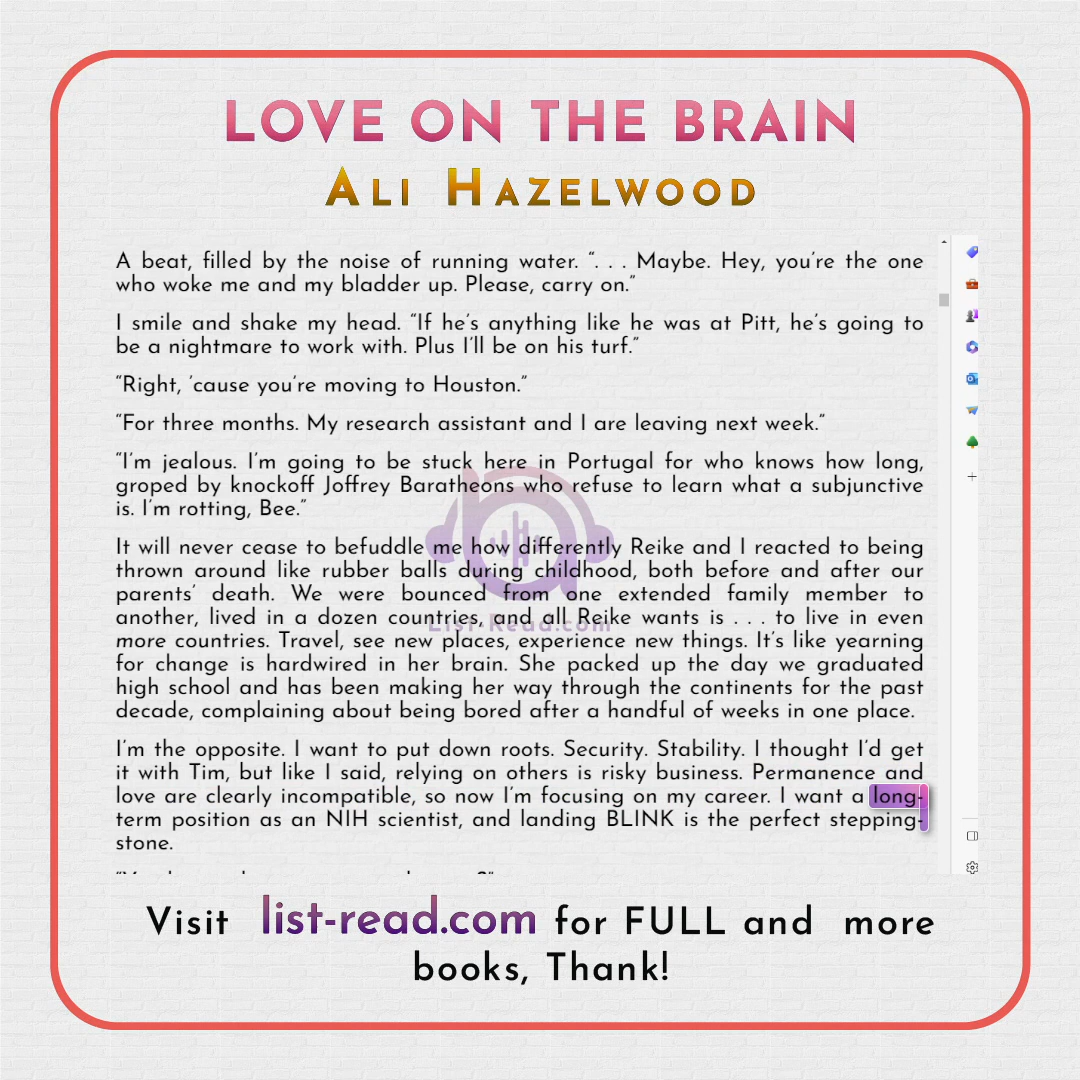 LOVE ON THE BRAIN
ALI HAZELWOOD
A beat, filled by the noise of running water. “. . . Maybe. Hey, you’re the one
who woke me and my bladder up. Please, carry on.”
I smile and shake my head. “If he’s anything like he was at Pitt, he’s going to
be a nightmare to work with. Plus I’ll be on his turf.”
“Right, ’cause you’re moving to Houston.”
“For three months. My research assistant and I are leaving next week.”
“I’m jealous. I’m going to be stuck here in Portugal for who knows how long,
groped by knockoff Joffrey Baratheons who refuse to learn what a subjunctive
is. I’m rotting, Bee.”
It will never cease to befuddle me how differently Reike and I reacted to being
thrown around like rubber balls during childhood, both before and after our
parents’ death. We were bounced from one extended family member to
another, lived in a dozen countries, and all Reike wants is . . . to live in even
more countries. Travel, see new places, experience new things. It’s like yearning
for change is hardwired in her brain. She packed up the day we graduated
high school and has been making her way through the continents for the past
decade, complaining about being bored after a handful of weeks in one place.
I’m the opposite. I want to put down roots. Security. Stability. I thought I’d get
it with Tim, but like I said, relying on others is risky business. Permanence and
love are clearly incompatible, so now I’m focusing on my career. I want a long-
term position as an NIH scientist, and landing BLINK is the perfect stepping-
stone.
List-Read.com
Visit list-read.com for FULL and more
books, Thank!